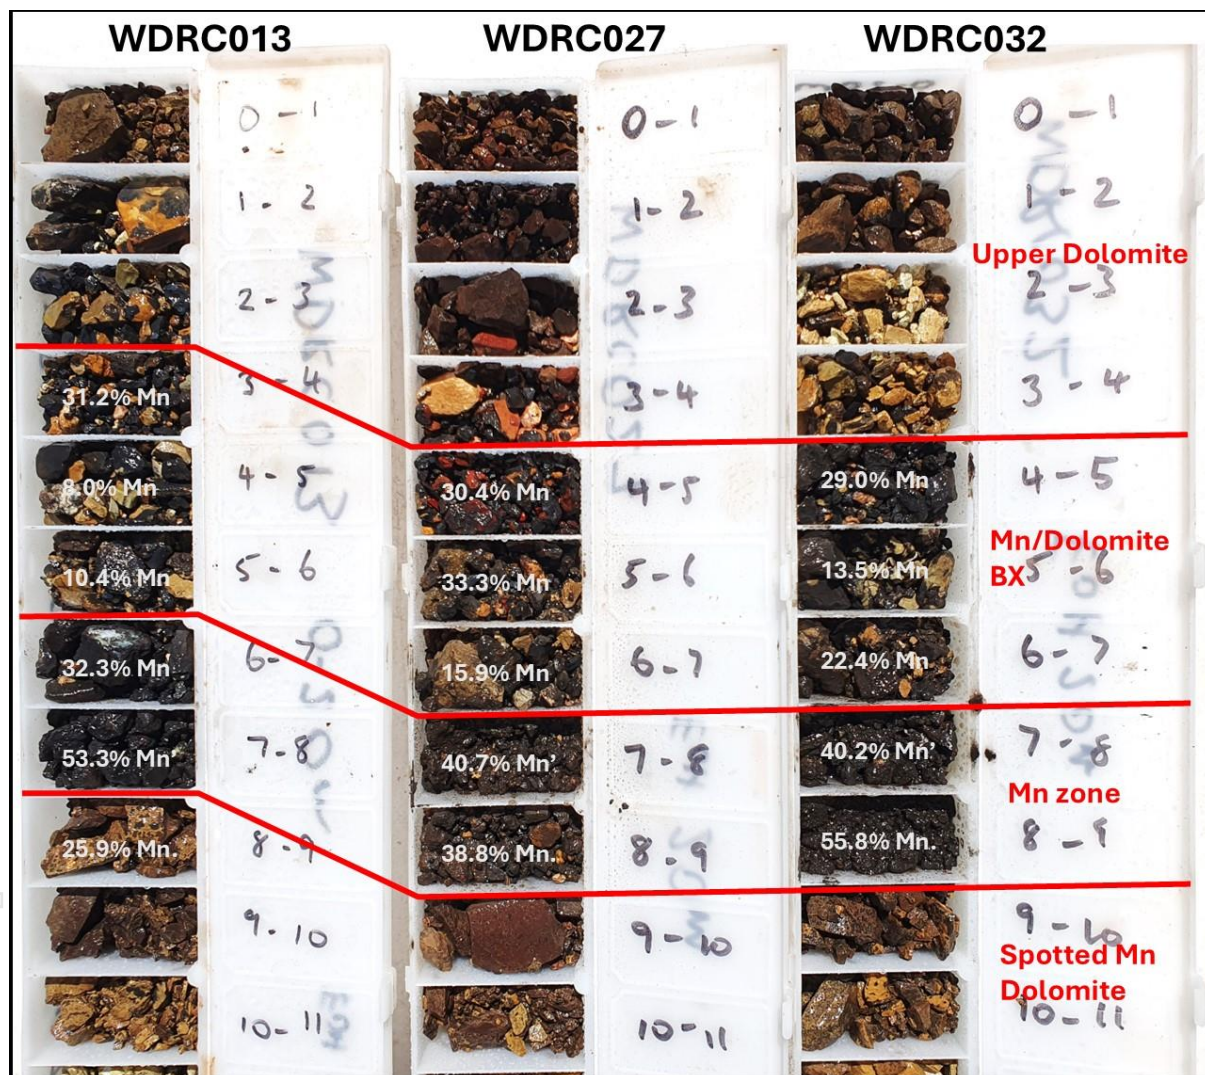 WDRC013 WDRC027 WDRC032
0-1 0-1 0-1
1-2 1-2 1-2
Upper Dolomite
2-3 2-3 2-3
31.2% Mn 3-4 3-4 3-4
8.0% Mn 4-5 30.4% Mn 4-5 29.0% Mn 4-5
Mn/Dolomite
BX
10.4% Mn 5-6 33.3% Mn 5-6 13.5% Mn 5-6
32.3% Mn 6-7 15.9% Mn 6-7 22.4% Mn 6-7
53.3% Mn' 7-8 40.7% Mn' 7-8 40.2% Mn' 7-8
Mn zone
25.9% Mn. 8-9 38.8% Mn. 8-9 55.8% Mn. 8-9
9-10 9-10 9-10
Spotted Mn
Dolomite
10-11 10-11 10-11